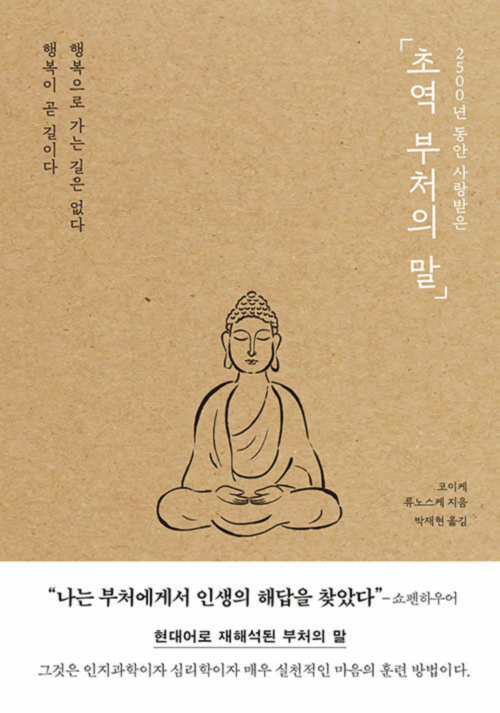 2500년 동안 사랑받은
「초역 부처의 말」
행복으로 가는 길은 없다
행복이 곧 길이다
코이케
류노스케 지음
박재현 옮김
“나는 부처에게서 인생의 해답을 찾았다”- 쇼펜하우어
현대어로 재해석된 부처의 말
그것은 인지과학이자 심리학이자 매우 실천적인 마음의 훈련 방법이다.